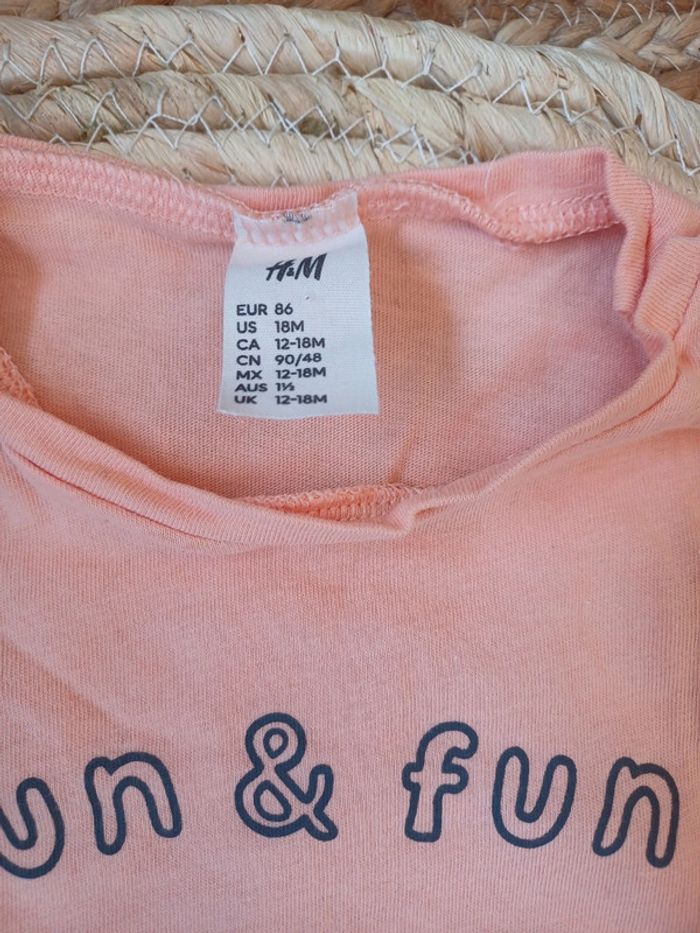 H&M
EUR 86
US 18M
CA 12-18M
CN 90/48
MX 12-18M
AUS 1½
UK 12-18M
un & fun